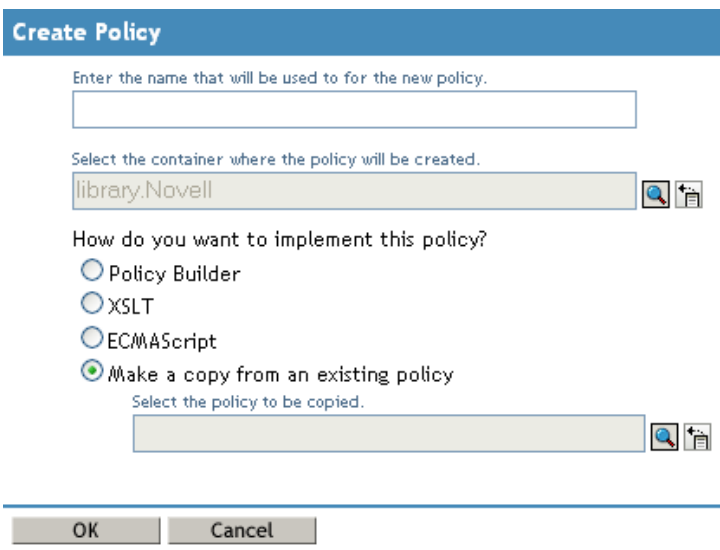 Create Policy
Enter the name that will be used to for the new policy.
Select the container where the policy will be created.
library.Novell
How do you want to implement this policy?
Policy Builder
XSLT
ECMAScript
Make a copy from an existing policy
Select the policy to be copied.
OK Cancel